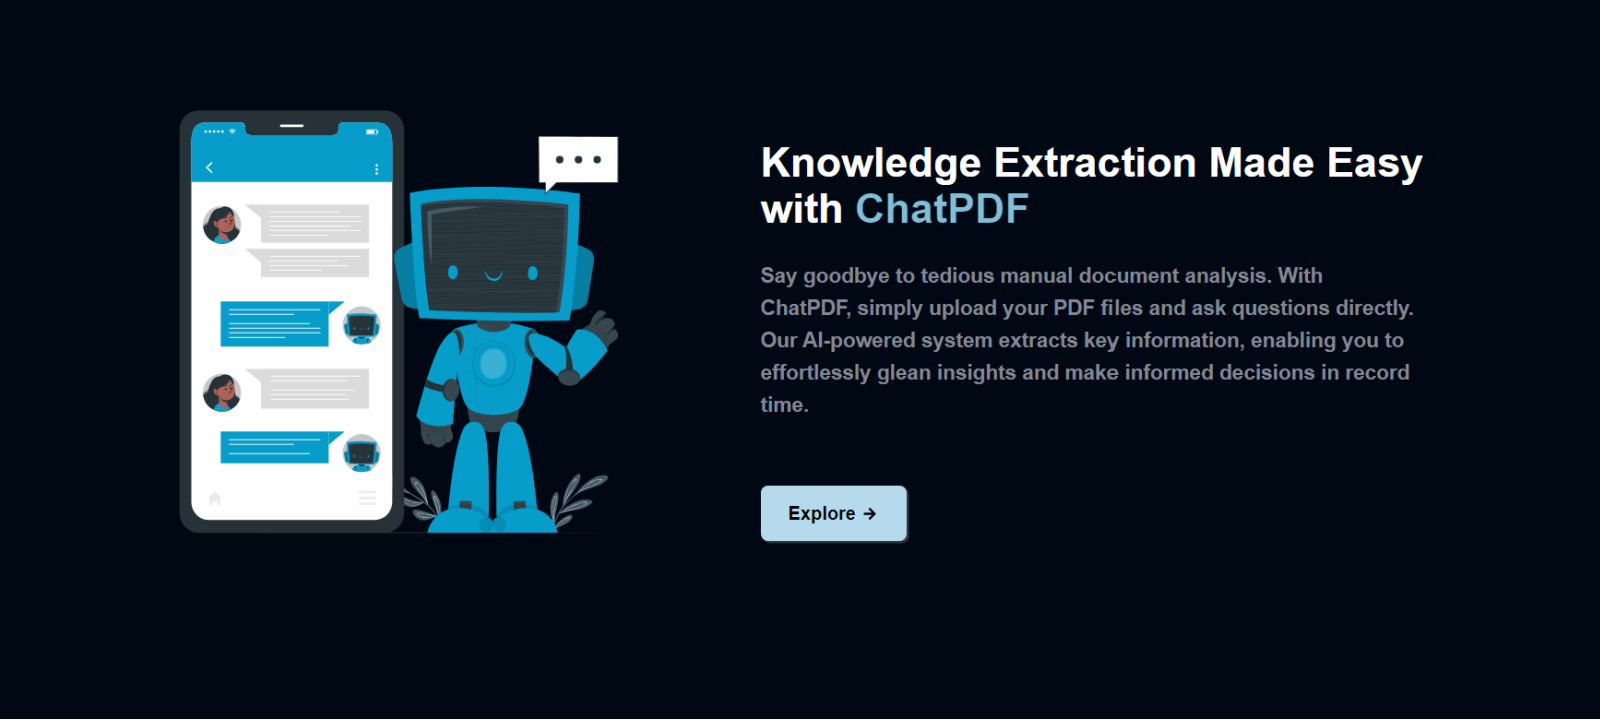 Knowledge Extraction Made Easy
with ChatPDF
Say goodbye to tedious manual document analysis. With
ChatPDF, simply upload your PDF files and ask questions directly.
Our AI-powered system extracts key information, enabling you to
effortlessly glean insights and make informed decisions in record
time.
Explore →